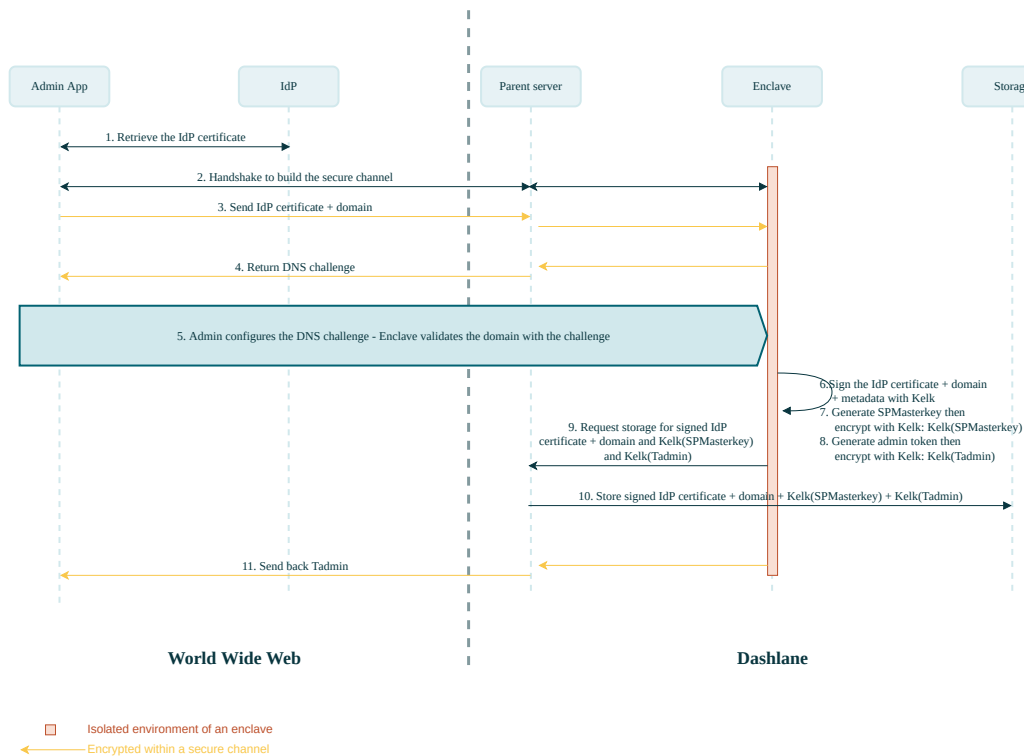 Admin App
IdP
Parent server
Enclave
Storag
1. Retrieve the IdP certificate
2. Handshake to build the secure channel
3. Send IdP certificate + domain
4. Return DNS challenge
5. Admin configures the DNS challenge - Enclave validates the domain with the challenge
6.Sign the IdP certificate + domain
+ metadata with Kelk
7. Generate SPMasterkey then
encrypt with Kelk: Kelk(SPMasterkey)
8. Generate admin token then
encrypt with Kelk: Kelk(Tadmin)
9. Request storage for signed IdP
certificate + domain and Kelk(SPMasterkey)
and Kelk(Tadmin)
10. Store signed IdP certificate + domain + Kelk(SPMasterkey) + Kelk(Tadmin)
11. Send back Tadmin
World Wide Web
Dashlane
Isolated environment of an enclave
Encrypted within a secure channel